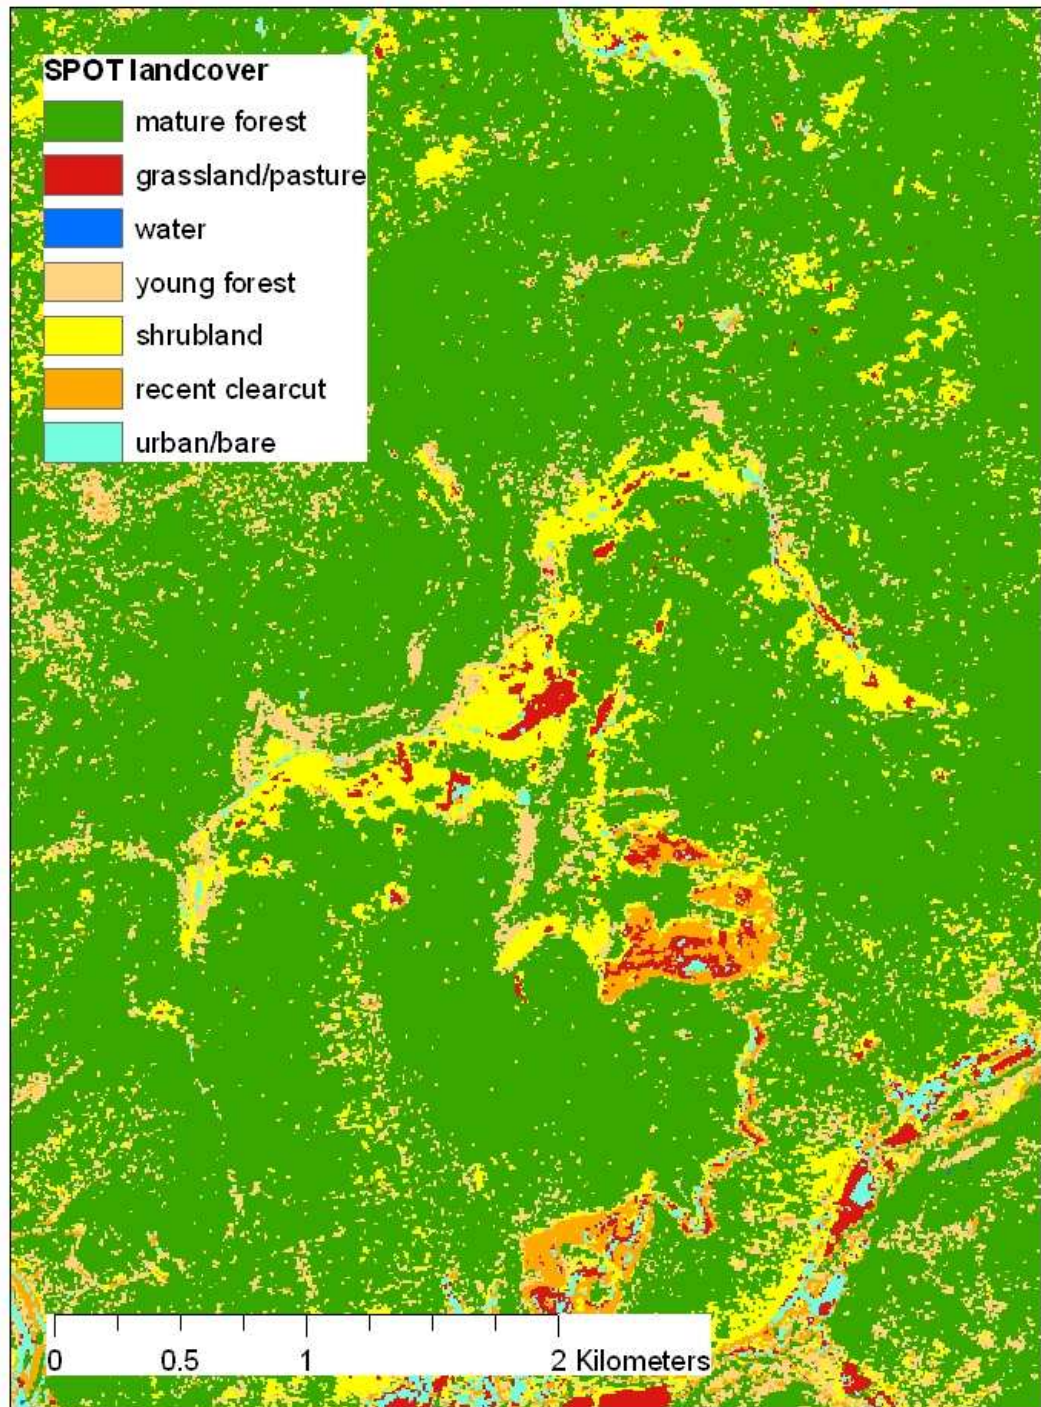 SPOT landcover
mature forest
grassland/pasture
water
young forest
shrubland
recent clearcut
urban/bare
0 0.5 1 2 Kilometers